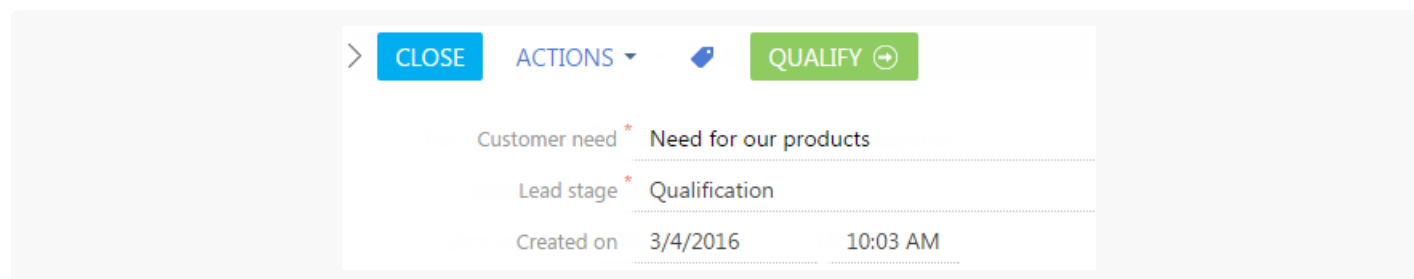 CLOSE ACTIONS QUALIFY
Customer need * Need for our products
Lead stage * Qualification
Created on 3/4/2016 10:03 AM